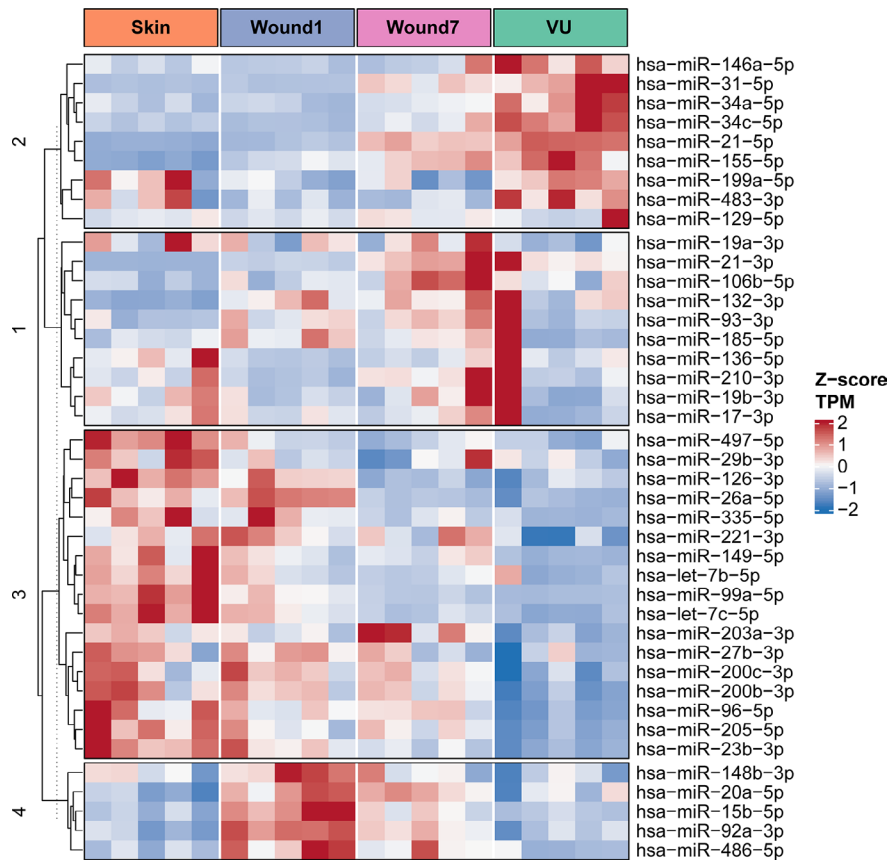 Skin Wound1 Wound7 VU
2
hsa−miR−146a−5p
hsa−miR−31−5p
hsa−miR−34a−5p
hsa−miR−34c−5p
hsa−miR−21−5p
hsa−miR−155−5p
hsa−miR−199a−5p
hsa−miR−483−3p
hsa−miR−129−5p
1
hsa−miR−19a−3p
hsa−miR−21−3p
hsa−miR−106b−5p
hsa−miR−132−3p
hsa−miR−93−3p
hsa−miR−185−5p
hsa−miR−136−5p
hsa−miR−210−3p
hsa−miR−19b−3p
hsa−miR−17−3p
3
hsa−miR−497−5p
hsa−miR−29b−3p
hsa−miR−126−3p
hsa−miR−26a−5p
hsa−miR−335−5p
hsa−miR−221−3p
hsa−miR−149−5p
hsa−let−7b−5p
hsa−miR−99a−5p
hsa−let−7c−5p
hsa−miR−203a−3p
hsa−miR−27b−3p
hsa−miR−200c−3p
hsa−miR−200b−3p
hsa−miR−96−5p
hsa−miR−205−5p
hsa−miR−23b−3p
4
hsa−miR−148b−3p
hsa−miR−20a−5p
hsa−miR−15b−5p
hsa−miR−92a−3p
hsa−miR−486−5p
Z−score
TPM
2
1
0
−1
−2